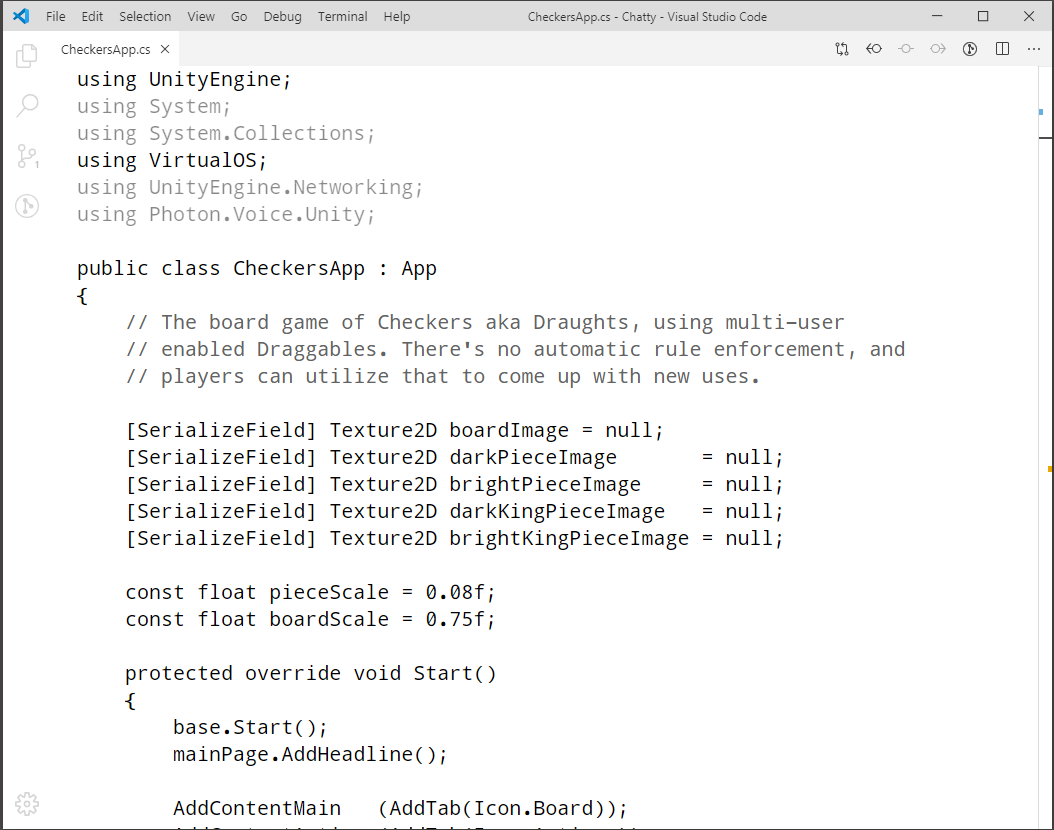 File Edit Selection View Go Debug Terminal Help CheckersApp.cs - Chatty - Visual Studio Code
CheckersApp.cs
using UnityEngine;
using System;
using System.Collections;
using VirtualOS;
1
using UnityEngine.Networking;
using Photon.Voice.Unity;
public class CheckersApp : App
{
// The board game of Checkers aka Draughts, using multi-user
// enabled Draggables. There's no automatic rule enforcement, and
// players can utilize that to come up with new uses.
[SerializeField] Texture2D boardImage = null;
[SerializeField] Texture2D darkPieceImage = null;
[SerializeField] Texture2D brightPieceImage = null;
[SerializeField] Texture2D darkKingPieceImage = null;
[SerializeField] Texture2D brightKingPieceImage = null;
const float pieceScale = 0.08f;
const float boardScale = 0.75f;
protected override void Start()
{
base.Start();
mainPage.AddHeadline();
AddContentMain (AddTab(Icon.Board));